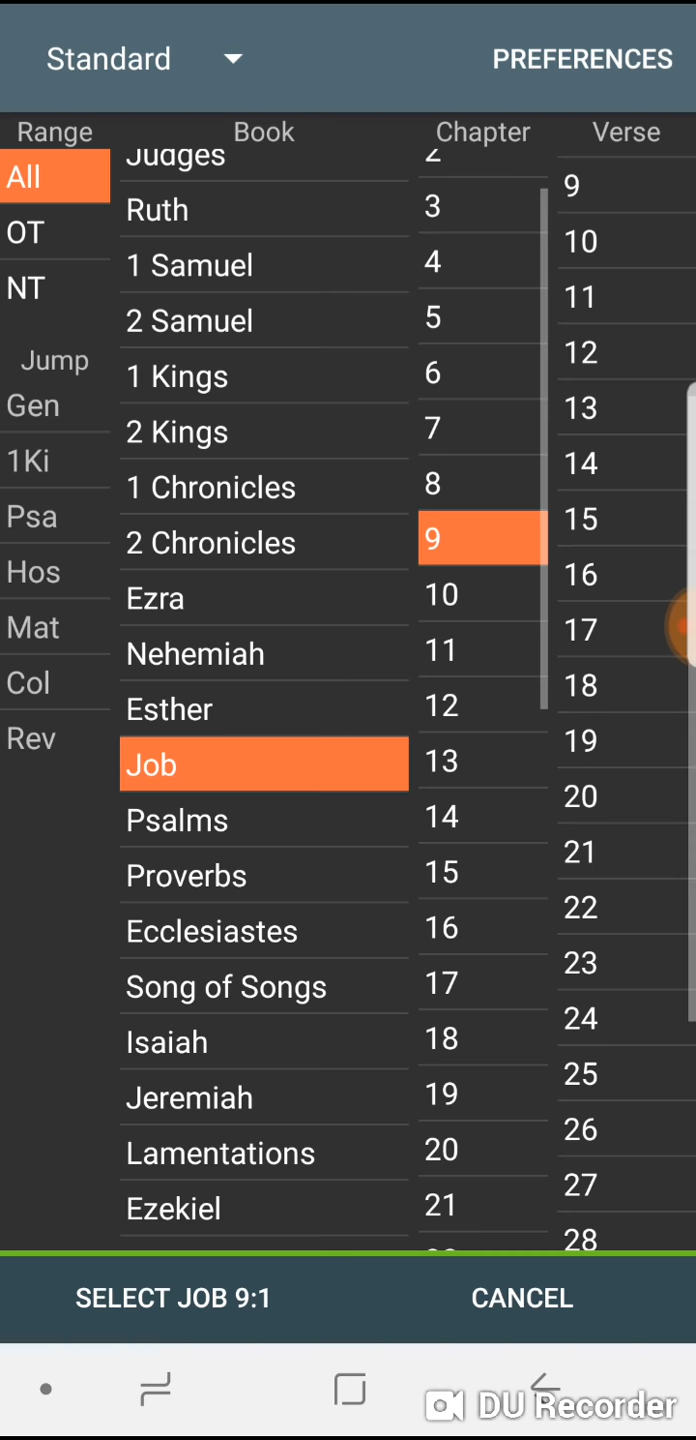 Standard
PREFERENCES
Range
Book
Chapter
Verse
All
OT
NT
Jump
Gen
1Ki
Psa
Hos
Mat
Col
Rev
Judges
Ruth
1 Samuel
2 Samuel
1 Kings
2 Kings
1 Chronicles
2 Chronicles
Ezra
Nehemiah
Esther
Job
Psalms
Proverbs
Ecclesiastes
Song of Songs
Isaiah
Jeremiah
Lamentations
Ezekiel
2
3
4
5
6
7
8
9
10
11
12
13
14
15
16
17
18
19
20
21
9
10
11
12
13
14
15
16
17
18
19
20
21
22
23
24
25
26
27
28
SELECT JOB 9:1
CANCEL
DU Recorder